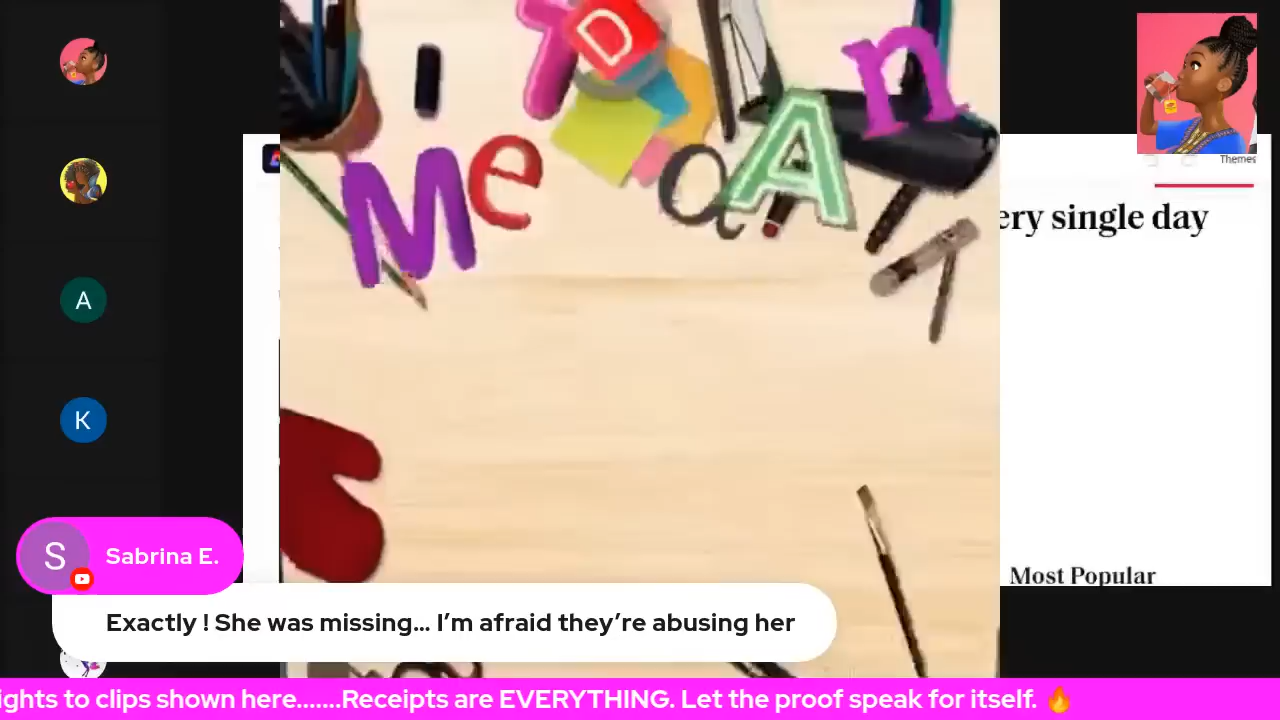 D
n
M e a A
Themes
ery single day
A
K
Most Popular
S Sabrina E.
Exactly ! She was missing... I’m afraid they’re abusing her
ights to clips shown here.......Receipts are EVERYTHING. Let the proof speak for itself. 🔥